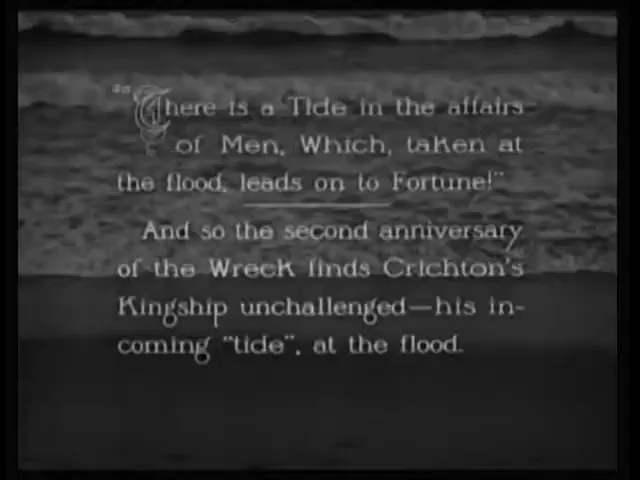 "There is a Tide in the affairs
of Men, Which, taken at
the flood, leads on to Fortune!"
And so the second anniversary
of the Wreck finds Crichton's
Kingship unchallenged—his in-
coming "tide", at the flood.